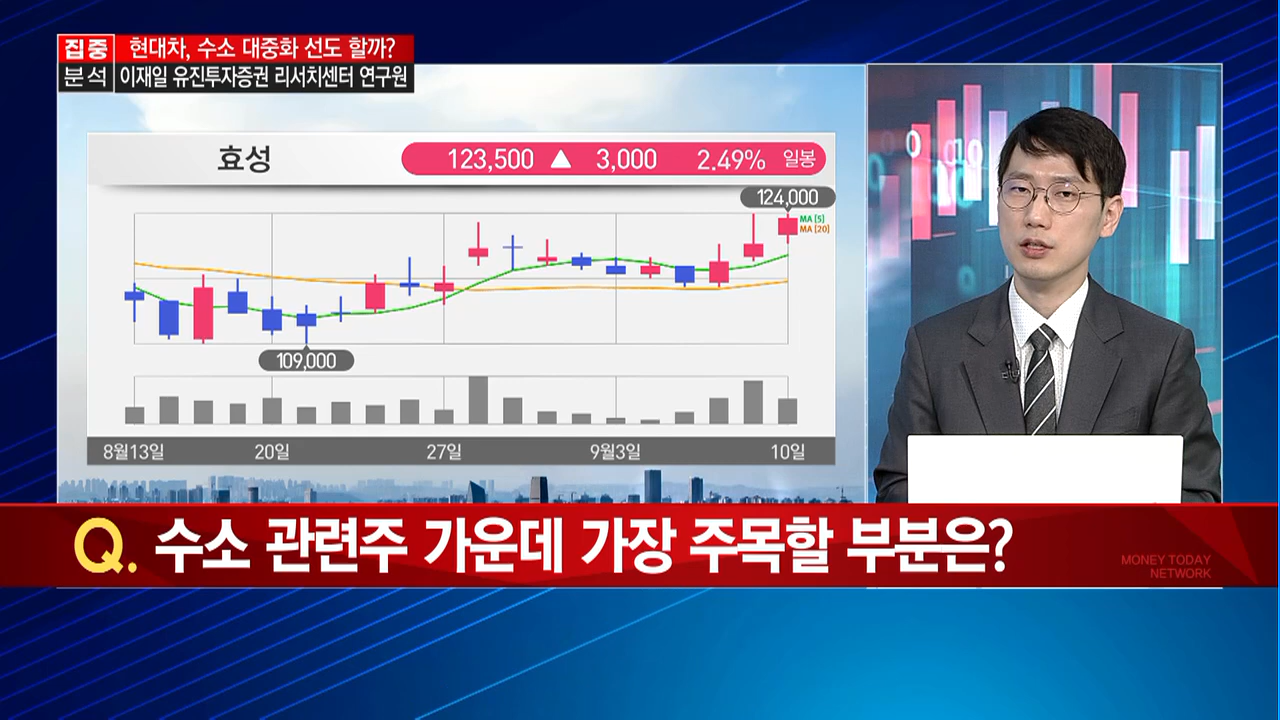 집중 현대차, 수소 대중화 선도 할까?
분석 이재일 유진투자증권 리서치센터 연구원
효성 123,500 ▲ 3,000 2.49% 일봉
124,000
MA [5]
MA [20]
109,000
8월13일 20일 27일 9월3일 10일
Q. 수소 관련주 가운데 가장 주목할 부분은?
MONEY TODAY
NETWORK